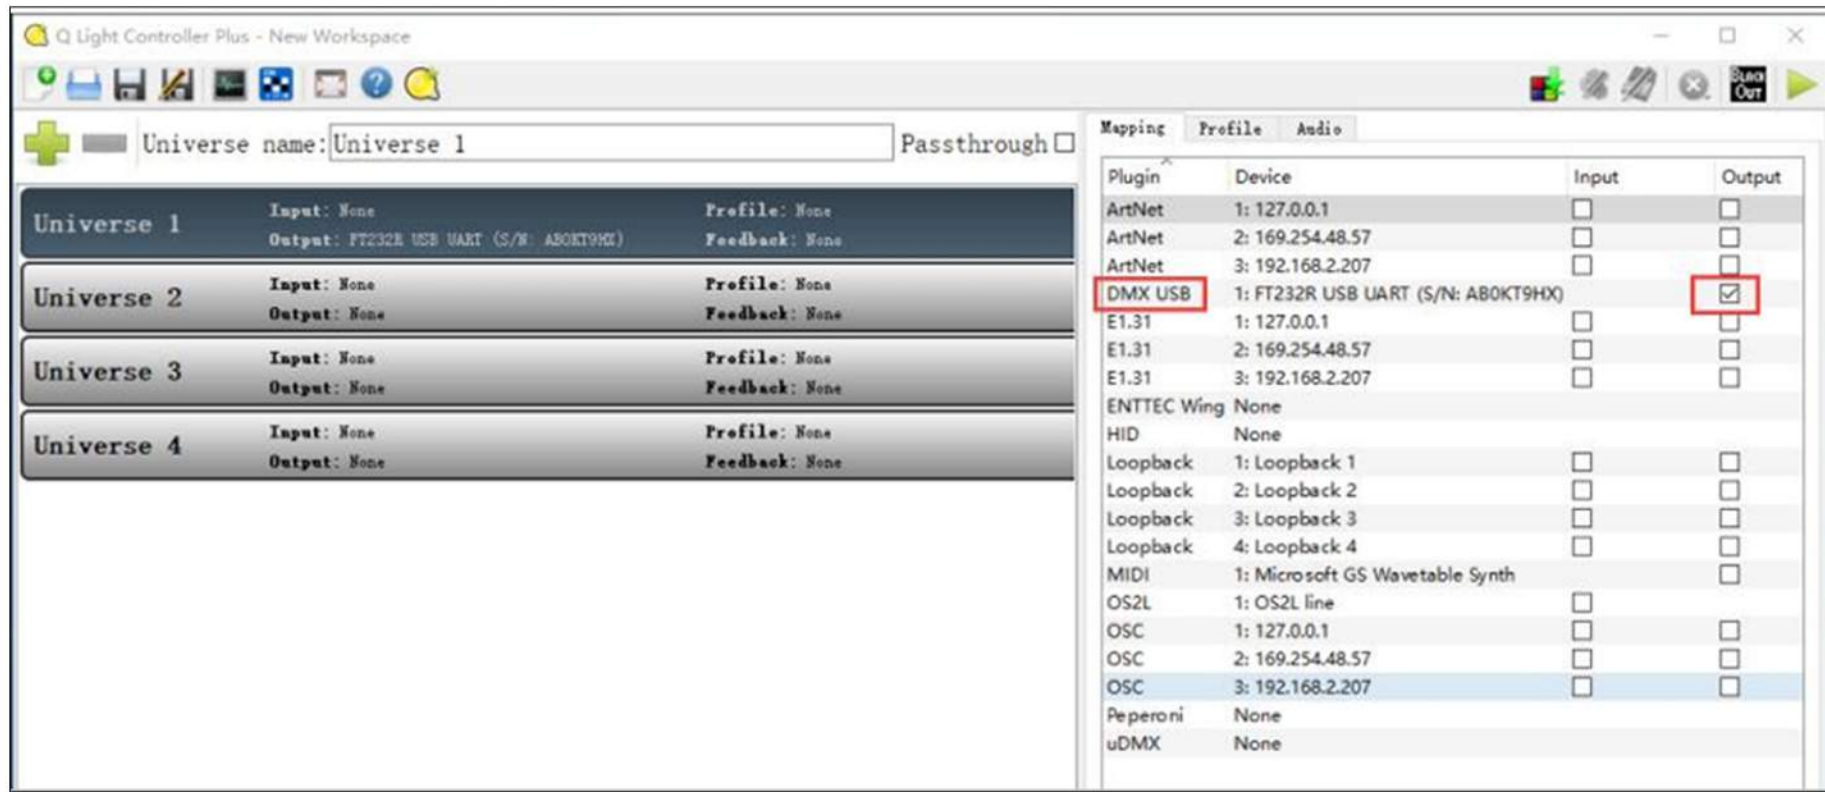 Q Light Controller Plus - New Workspace
BLACK OUT
Universe name: Universe 1 Passthrough
Mapping Profile Audio
Universe 1
Input: None Profile: None
Output: FT232R USB UART (S/N: AB0KT9HX) Feedback: None
Universe 2
Input: None Profile: None
Output: None Feedback: None
Universe 3
Input: None Profile: None
Output: None Feedback: None
Universe 4
Input: None Profile: None
Output: None Feedback: None
Plugin Device Input Output
ArtNet 1: 127.0.0.1
ArtNet 2: 169.254.48.57
ArtNet 3: 192.168.2.207
DMX USB 1: FT232R USB UART (S/N: AB0KT9HX)
E1.31 1: 127.0.0.1
E1.31 2: 169.254.48.57
E1.31 3: 192.168.2.207
ENTTEC Wing None
HID None
Loopback 1: Loopback 1
Loopback 2: Loopback 2
Loopback 3: Loopback 3
Loopback 4: Loopback 4
MIDI 1: Microsoft GS Wavetable Synth
OS2L 1: OS2L line
OSC 1: 127.0.0.1
OSC 2: 169.254.48.57
OSC 3: 192.168.2.207
Peperoni None
uDMX None